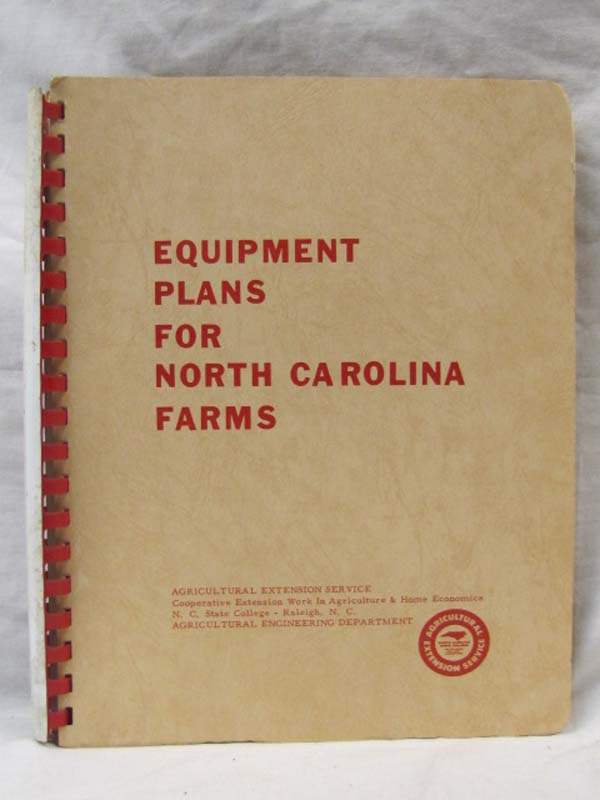 EQUIPMENT
PLANS
FOR
NORTH CAROLINA
FARMS
AGRICULTURAL EXTENSION SERVICE
Cooperative Extension Work In Agriculture & Home Economics
N. C. State College - Raleigh, N. C.
AGRICULTURAL ENGINEERING DEPARTMENT
AGRICULTURAL
EXTENSION SERVICE